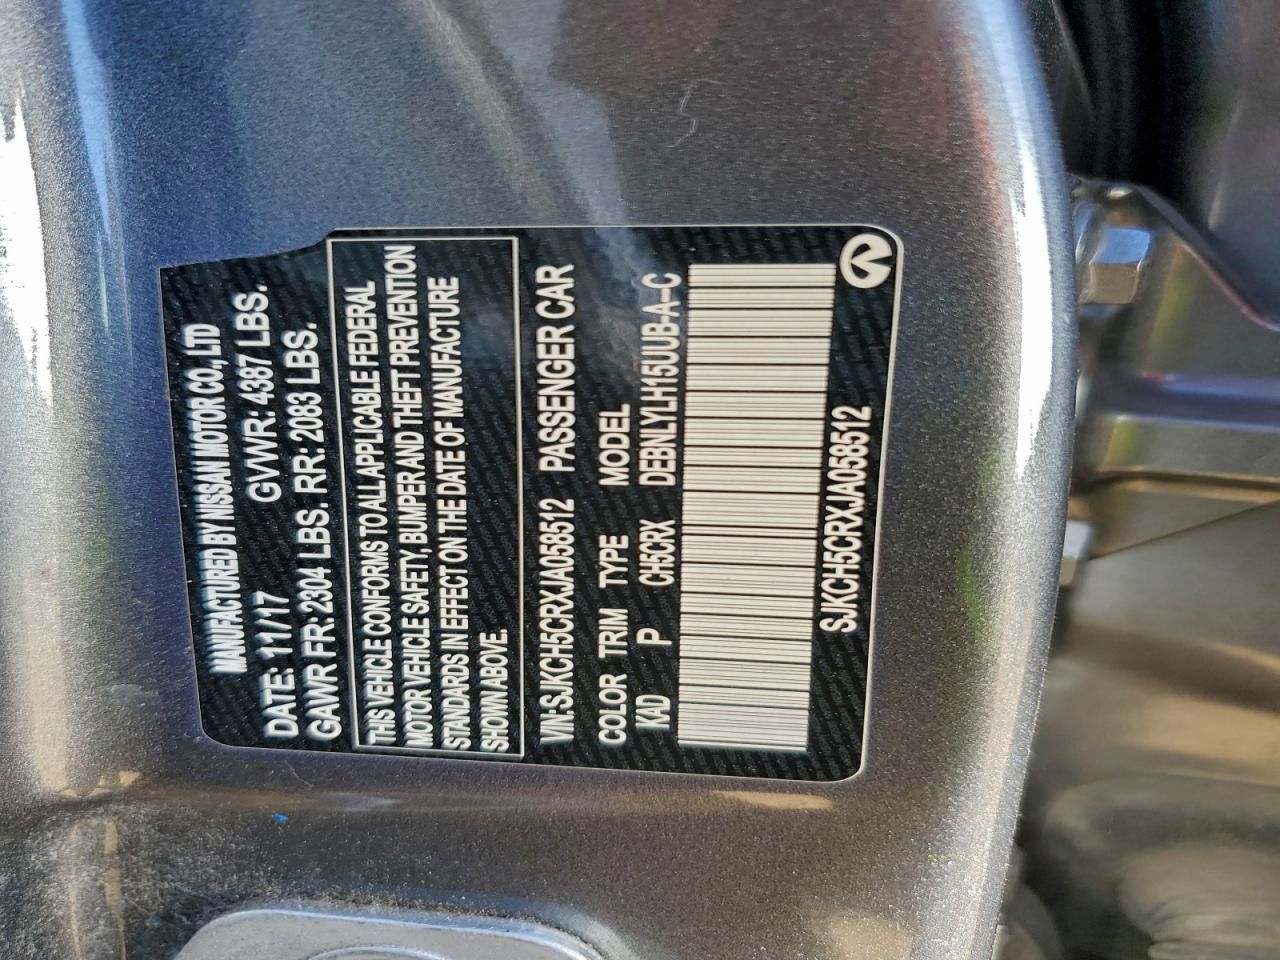 MANUFACTURED BY NISSAN MOTOR CO., LTD
DATE: 11/17 GVWR: 4387 LBS.
GAWR FR: 2304 LBS. RR: 2083 LBS.
THIS VEHICLE CONFORMS TO ALL APPLICABLE FEDERAL
MOTOR VEHICLE SAFETY, BUMPER AND THEFT PREVENTION
STANDARDS IN EFFECT ON THE DATE OF MANUFACTURE
SHOWN ABOVE.
VIN: SJKCH5CRXJA058512 PASSENGER CAR
COLOR TRIM TYPE MODEL
KAD P CH5CRX DEBNLYLH15UUB-A-C
SJKCH5CRXJA058512